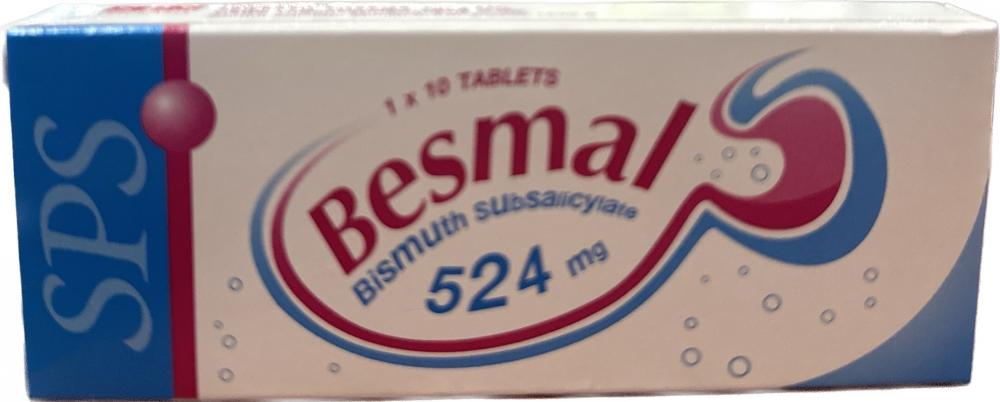 SPS
1 x 10 TABLETS
Besmal
Bismuth subsalicylate
524 mg